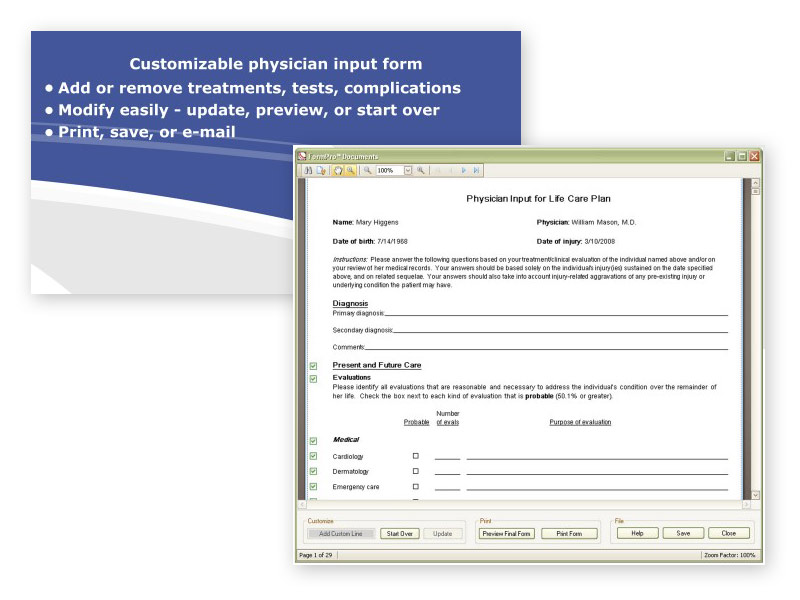 Customizable physician input form
• Add or remove treatments, tests, complications
• Modify easily - update, preview, or start over
• Print, save, or e-mail
FormPro™ Documents
100%
Physician Input for Life Care Plan
Name: Mary Higgens Physician: William Mason, M.D.
Date of birth: 7/14/1968 Date of injury: 3/10/2008
Instructions: Please answer the following questions based on your treatment/clinical evaluation of the individual named above and/or on
your review of her medical records. Your answers should be based solely on the individual's injury(ies) sustained on the date specified
above, and on related sequelae. Your answers should also take into account injury-related aggravations of any pre-existing injury or
underlying condition the patient may have.
Diagnosis
Primary diagnosis:
Secondary diagnosis:
Comments:
Present and Future Care
Evaluations
Please identify all evaluations that are reasonable and necessary to address the individual's condition over the remainder of
her life. Check the box next to each kind of evaluation that is probable (50.1% or greater).
Number
Probable of evals Purpose of evaluation
Medical
Cardiology
Dermatology
Emergency care
Customize Print File
Add Custom Line Start Over Update Preview Final Form Print Form Help Save Close
Page 1 of 29 Zoom Factor: 100%